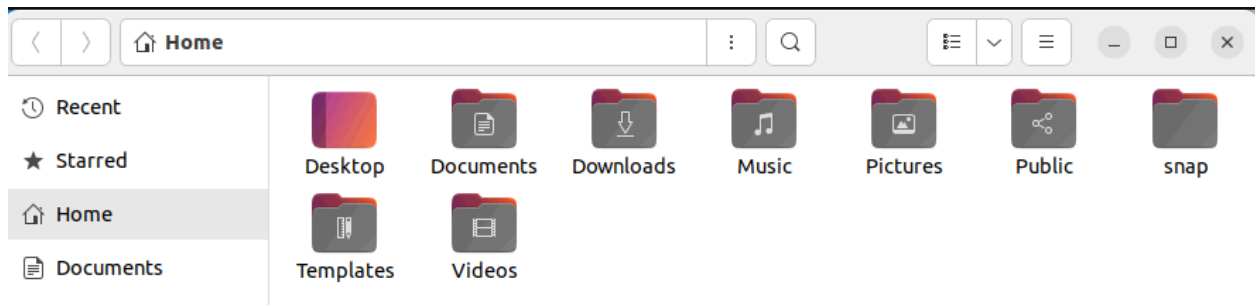 Home
Recent
Starred
Home
Documents
Desktop Documents Downloads Music Pictures Public snap
Templates Videos